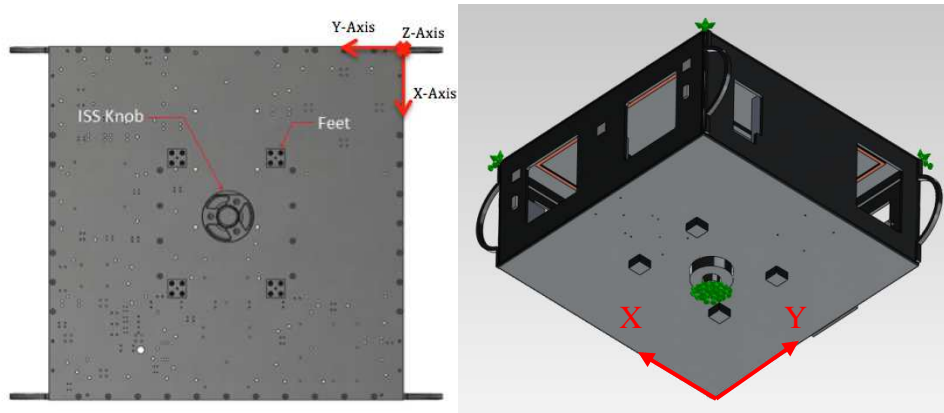 Y-Axis
Z-Axis
X-Axis
ISS Knob
Feet
X
Y